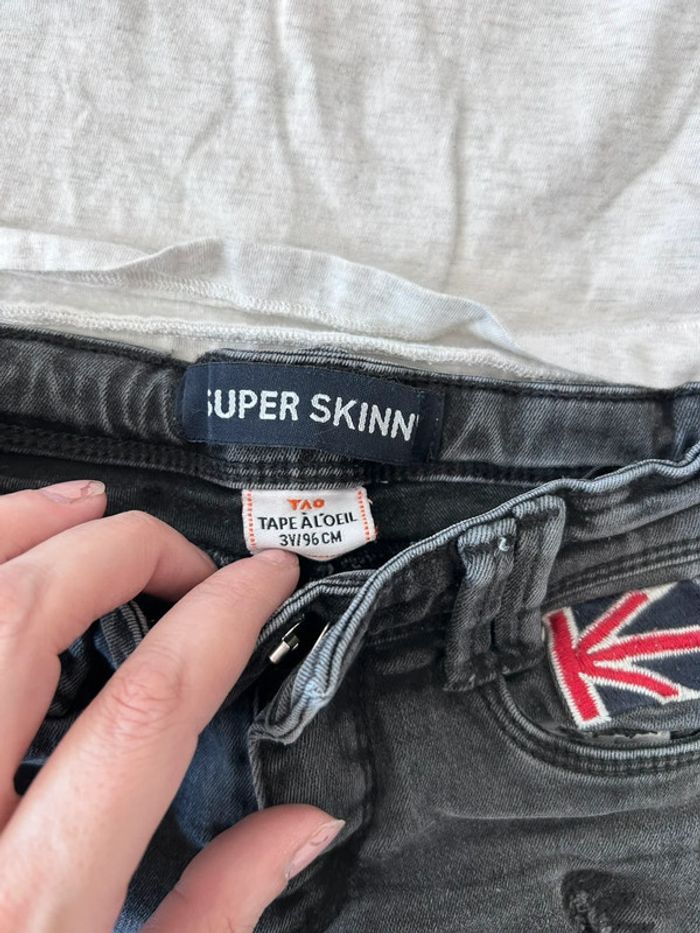 SUPER SKINN
TAO
TAPE À L'OEIL
3Y/96 CM